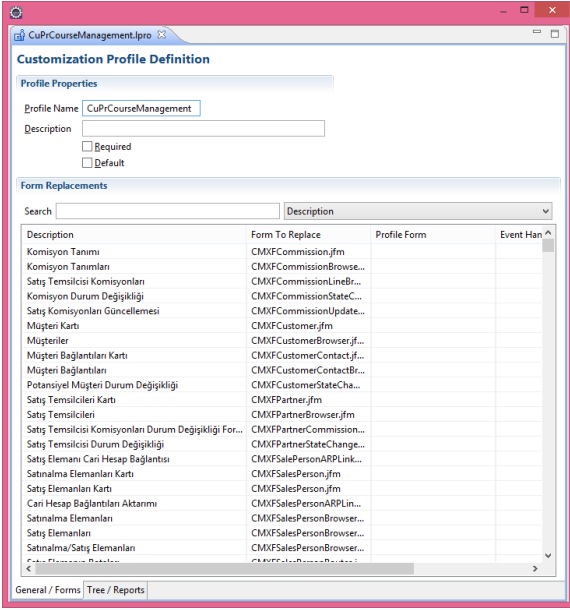 CuPrCourseManagement.lpro
Customization Profile Definition
Profile Properties
Profile Name CuPrCourseManagement
Description
Required
Default
Form Replacements
Search Description
Description Form To Replace Profile Form Event Han
Komisyon Tanımı CMXFCommission.jfm
Komisyon Tanımları CMXFCommissionBrowse...
Satış Temsilcisi Komisyonları CMXFCommissionLineBr...
Komisyon Durum Değişikliği CMXFCommissionStateC...
Satış Komisyonları Güncellemesi CMXFCommissionUpdate...
Müşteri Kartı CMXFCustomer.jfm
Müşteriler CMXFCustomerBrowser.jf...
Müşteri Bağlantıları Kartı CMXFCustomerContact.jf...
Müşteri Bağlantıları CMXFCustomerContactBr...
Potansiyel Müşteri Durum Değişikliği CMXFCustomerStateCha...
Satış Temsilcileri Kartı CMXFPartner.jfm
Satış Temsilcileri CMXFPartnerBrowser.jfm
Satış Temsilcisi Komisyonları Durum Değişikliği For... CMXFPartnerCommission...
Satış Temsilcisi Durum Değişikliği CMXFPartnerStateChange...
Satış Elemanı Cari Hesap Bağlantısı CMXFSalePersonARPLink...
Satınalma Elemanları Kartı CMXFSalesPerson.jfm
Satış Elemanları Kartı CMXFSalesPerson.jfm
Cari Hesap Bağlantıları Aktarımı CMXFSalesPersonARPLin...
Satınalma Elemanları CMXFSalesPersonBrowser...
Satış Elemanları CMXFSalesPersonBrowser...
Satınalma/Satış Elemanları CMXFSalesPersonBrowser...
General / Forms Tree / Reports